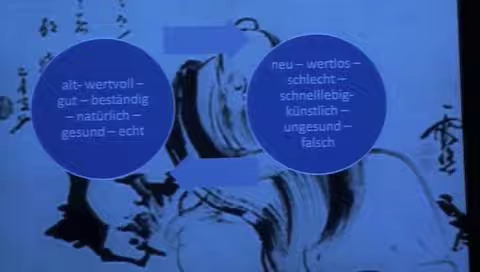 alt- wertvoll –
gut – beständig
– natürlich –
gesund – echt
neu – wertlos –
schlecht –
schnelllebig-
künstlich –
ungesund –
falsch